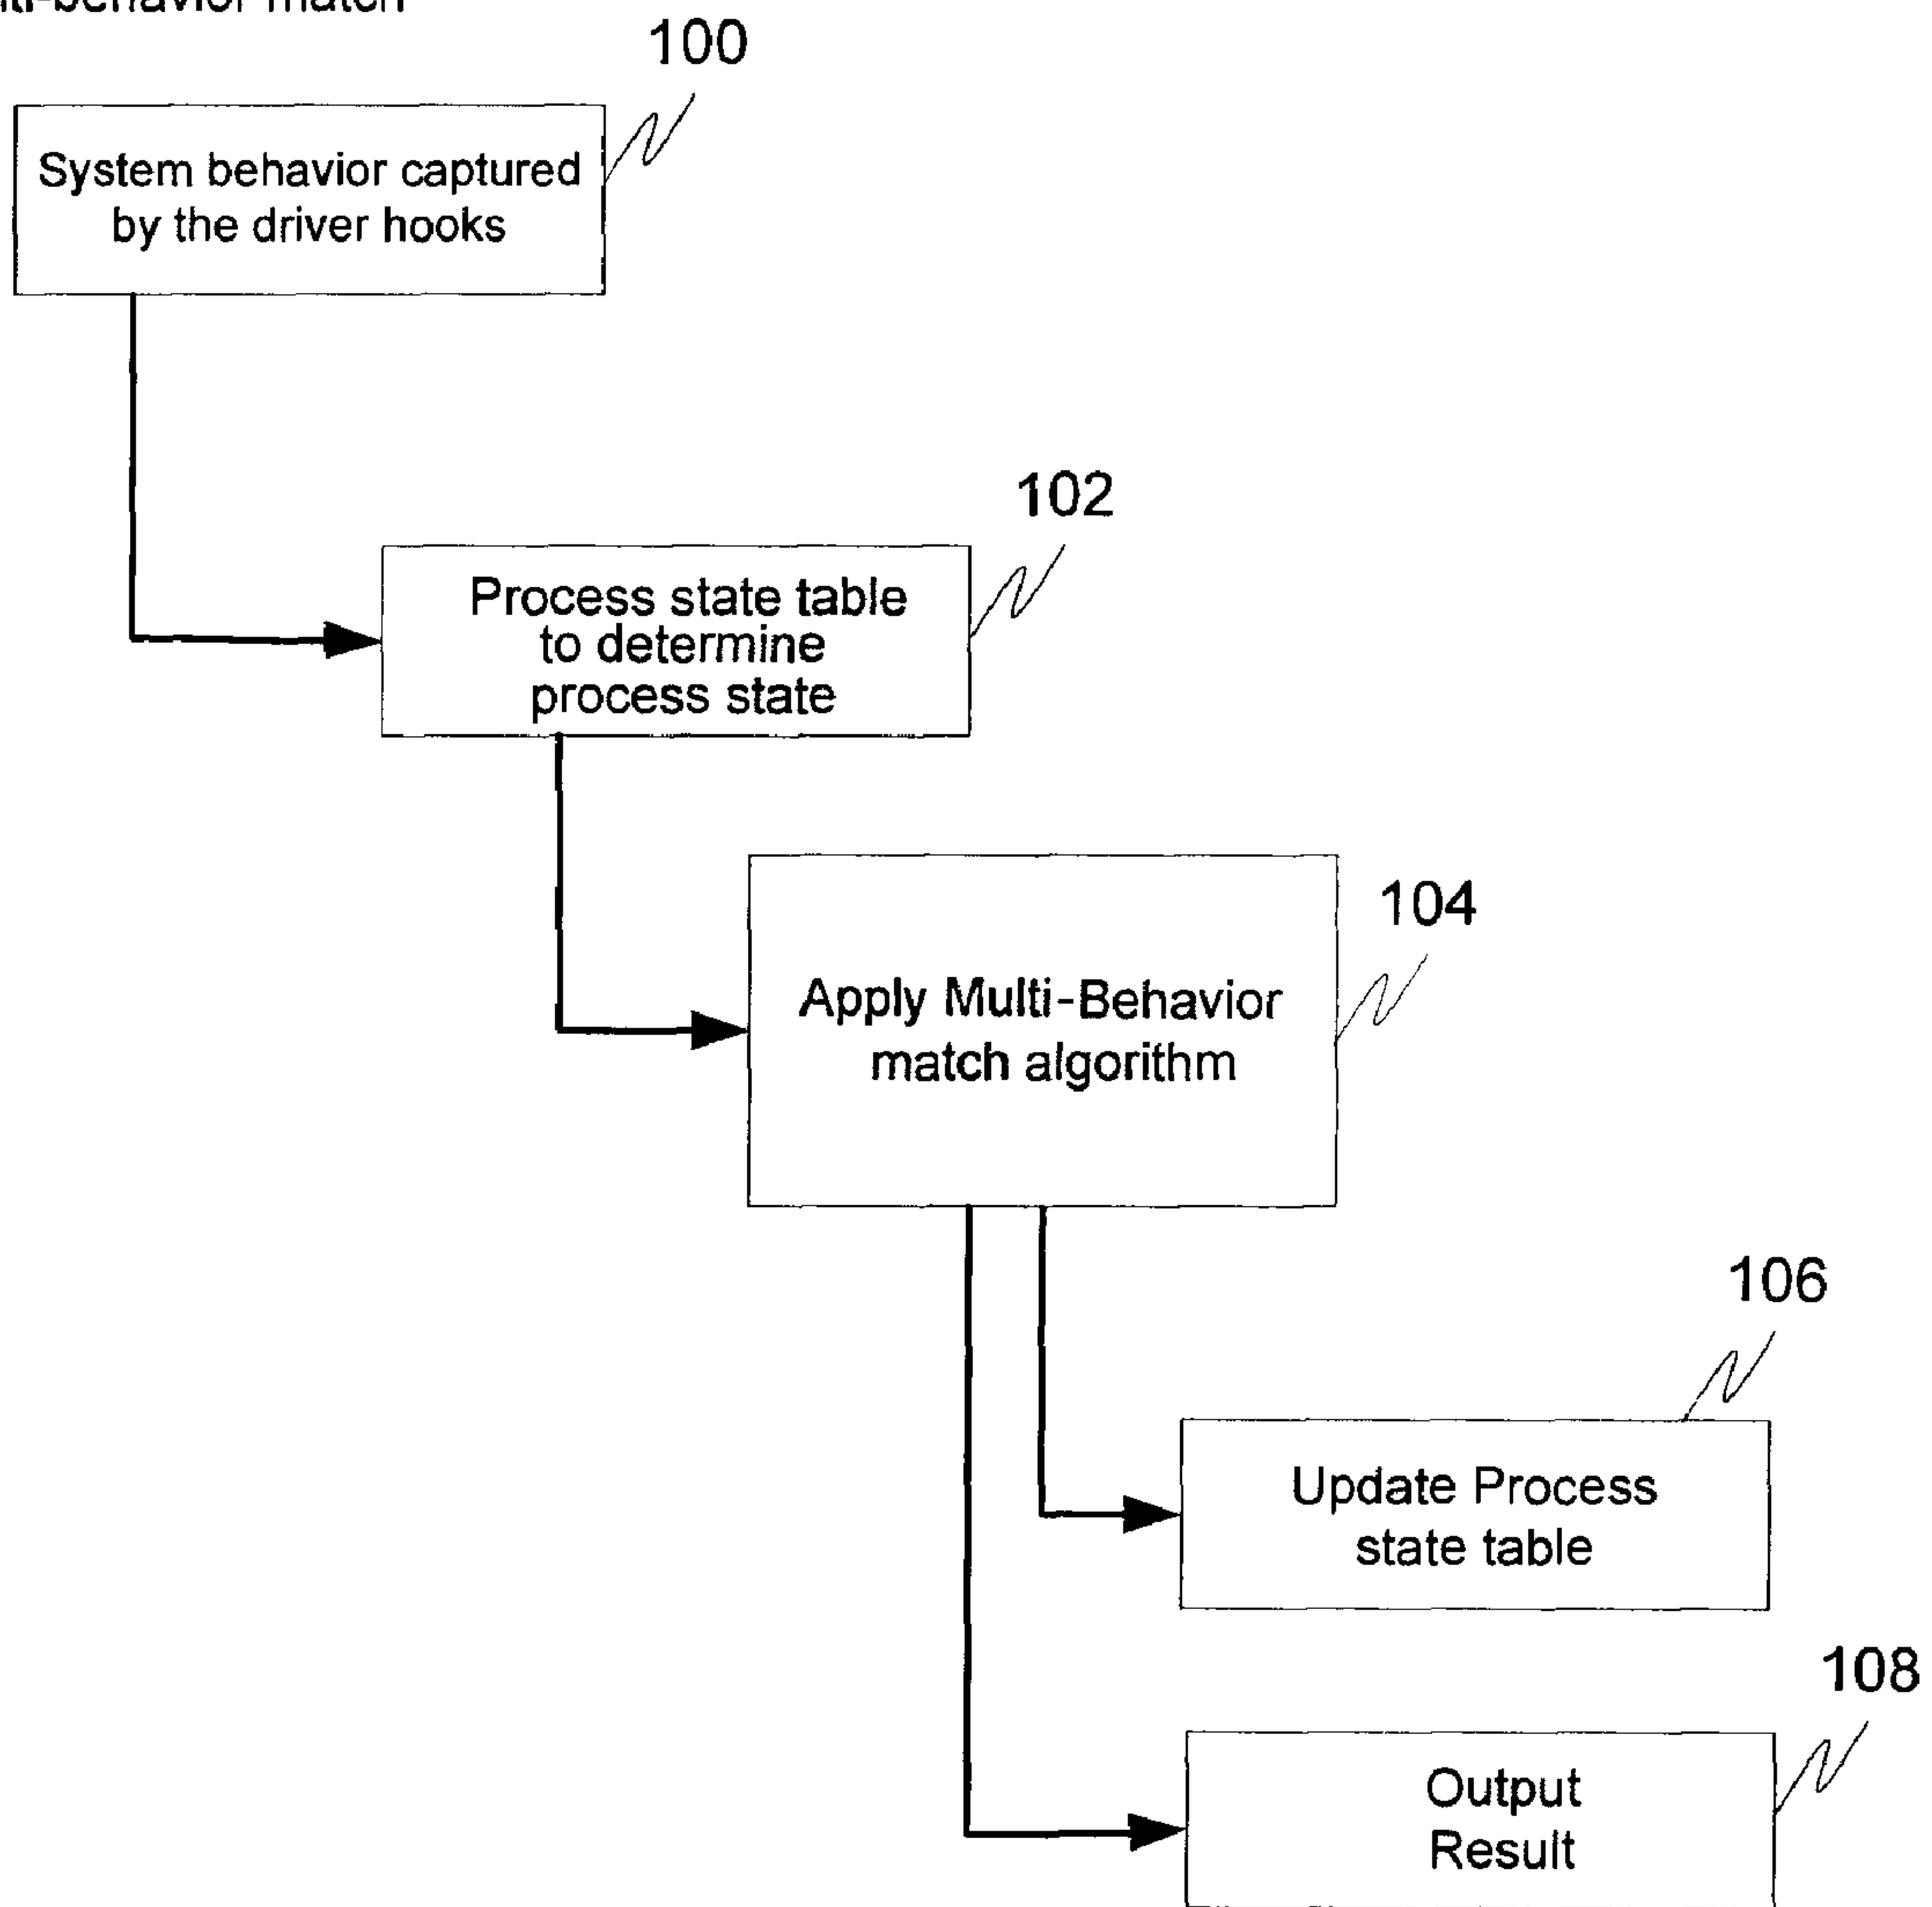 match
100
System behavior captured
by the driver hooks
102
Process state table
to determine
process state
104
Apply Multi-Behavior
match algorithm
106
Update Process
state table
108
Output
Result